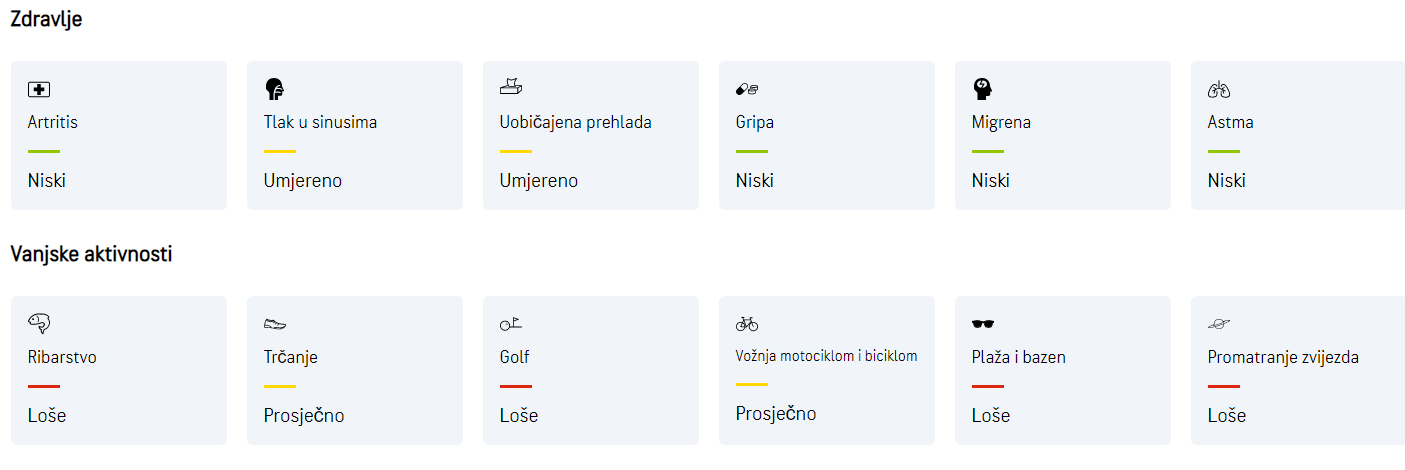 Zdravlje
Artritis
Niski
Tlak u sinusima
Umjereno
Uobičajena prehlada
Umjereno
Gripa
Niski
Migrena
Niski
Astma
Niski
Vanjske aktivnosti
Ribarstvo
Loše
Trčanje
Prosječno
Golf
Loše
Vožnja motociklom i biciklom
Prosječno
Plaža i bazen
Loše
Promatranje zvijezda
Loše